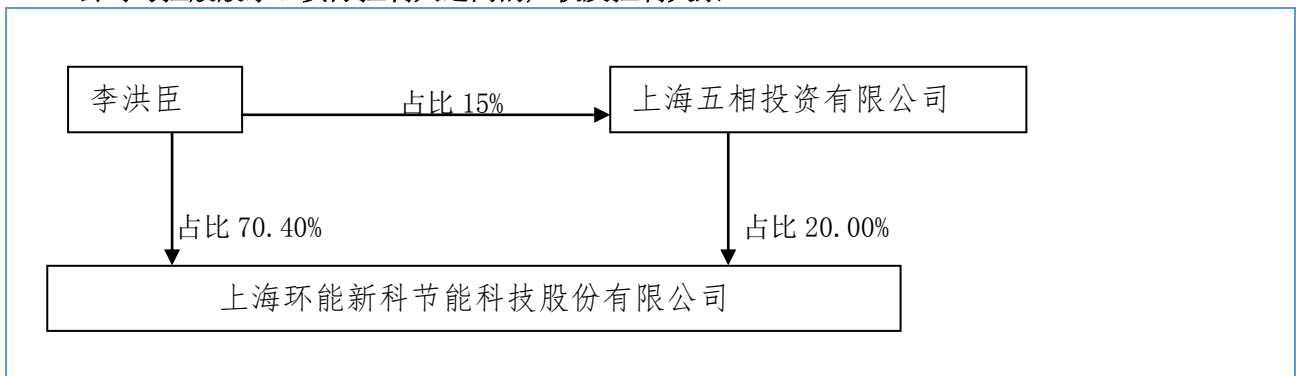 李洪臣
占比 15%
上海五相投资有限公司
占比 70.40%
占比 20.00%
上海环能新科节能科技股份有限公司